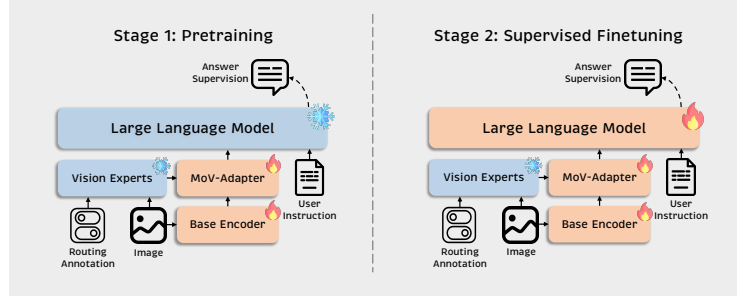 Stage 1: Pretraining
Answer
Supervision
Large Language Model
Vision Experts
MoV-Adapter
User
Instruction
Base Encoder
Routing
Annotation
Image
Stage 2: Supervised Finetuning
Answer
Supervision
Large Language Model
Vision Experts
MoV-Adapter
User
Instruction
Base Encoder
Routing
Annotation
Image